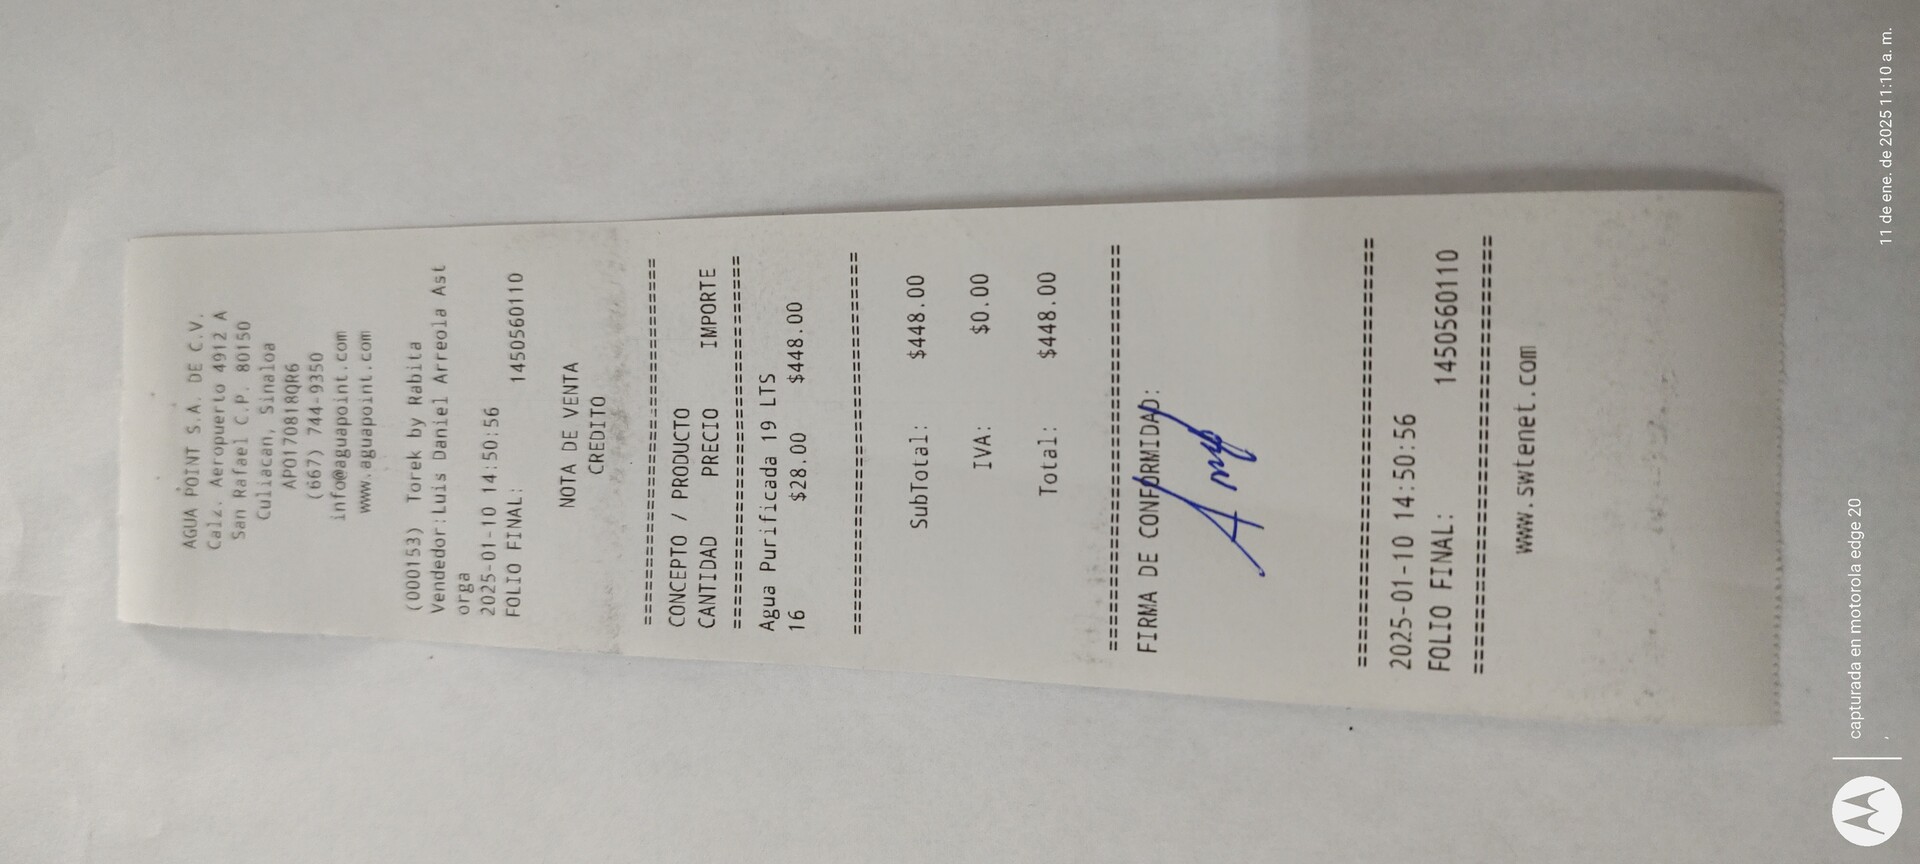 AGUA POINT S.A. DE C.V.
Calz. Aeropuerto 4912 A
San Rafael C.P. 80150
Culiacan, Sinaloa
APO170818QR6
(667) 744-9350
info@aguapoint.com
www.aguapoint.com
(000153) Torek by Rabita
Vendedor:Luis Daniel Arreola Ast
orga
2025-01-10 14:50:56
FOLIO FINAL: 1450560110
NOTA DE VENTA
CREDITO
================================
CONCEPTO / PRODUCTO
CANTIDAD PRECIO IMPORTE
================================
Agua Purificada 19 LTS
16 $28.00 $448.00
================================
SubTotal: $448.00
IVA: $0.00
Total: $448.00
================================
FIRMA DE CONFORMIDAD:
================================
2025-01-10 14:50:56
FOLIO FINAL: 1450560110
================================
www.swtenet.com
capturada en motorola edge 20
11 de ene. de 2025 11:10 a. m.